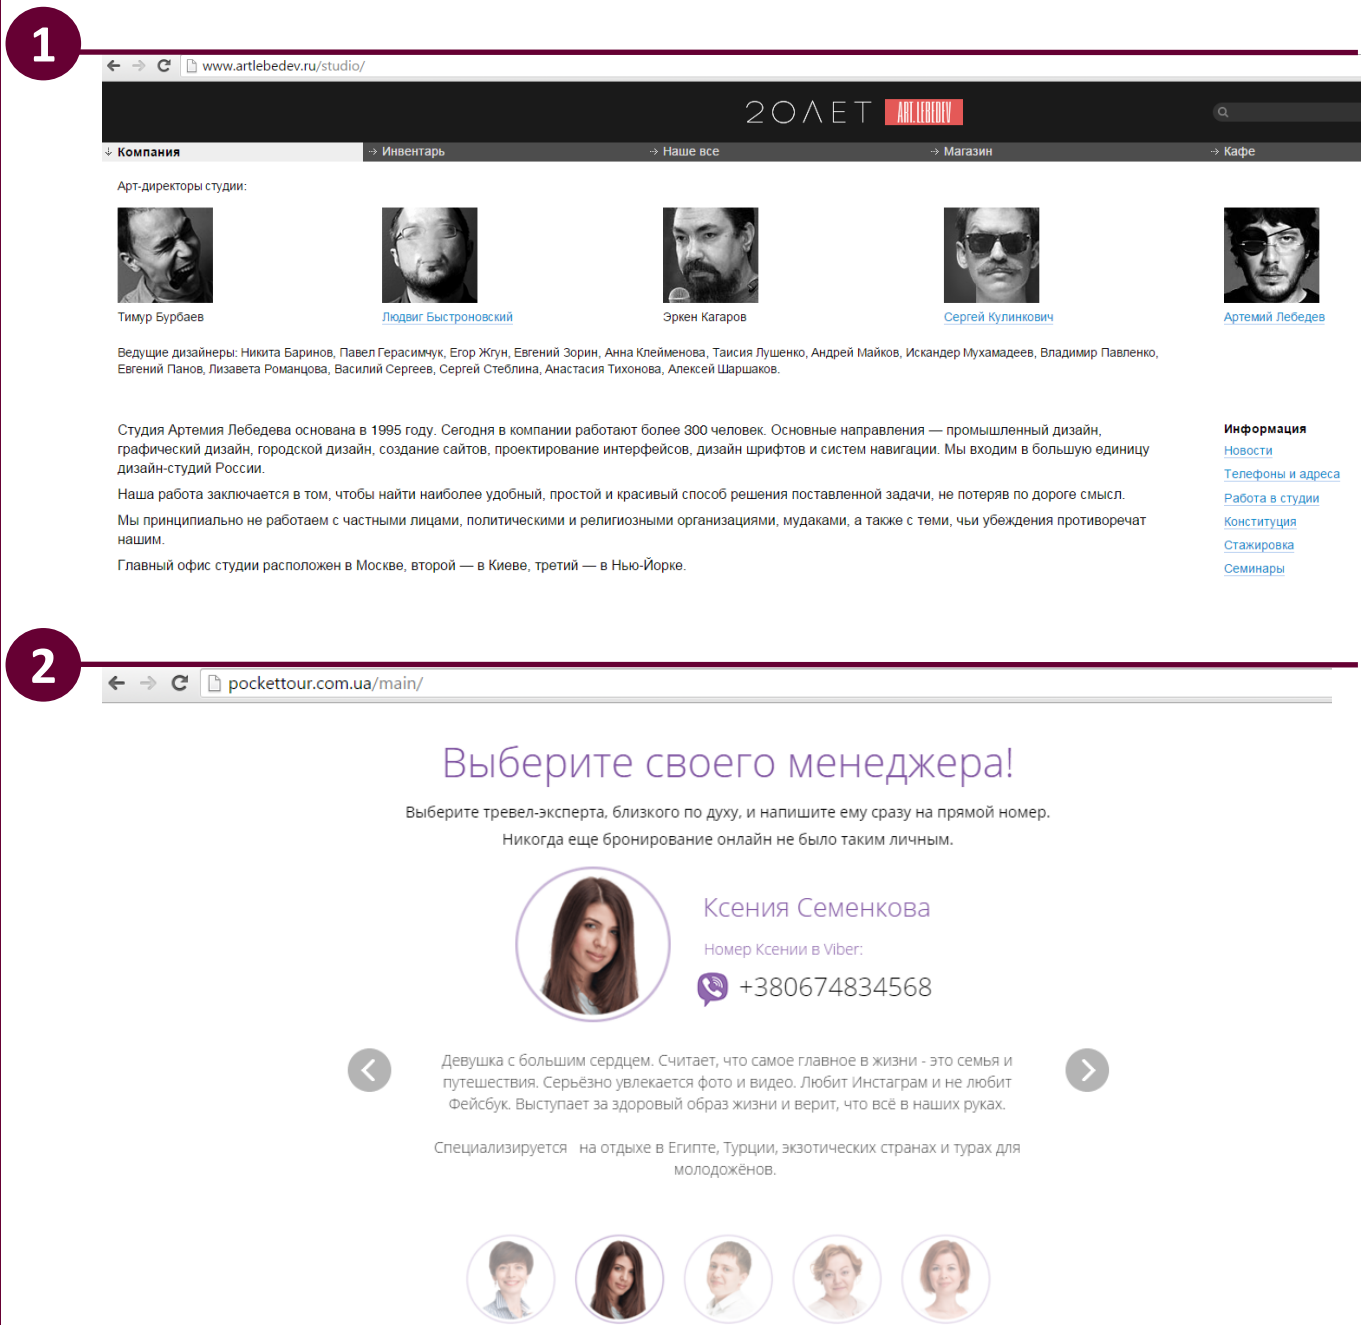 1
www.artlebedev.ru/studio/
20ЛЕТ ART.LEBEDEV
Компания
Инвентарь
Наше все
Магазин
Кафе
Арт-директоры студии:
Тимур Бурбаев
Людвиг Быстроновский
Эркен Кагаров
Сергей Кулинкович
Артемий Лебедев
Ведущие дизайнеры: Никита Баринов, Павел Герасимчук, Егор Жгун, Евгений Зорин, Анна Клейменова, Таисия Лушенко, Андрей Майков, Искандер Мухамадеев, Владимир Павленко,
Евгений Панов, Лизавета Романцова, Василий Сергеев, Сергей Стеблина, Анастасия Тихонова, Алексей Шаршаков.
Студия Артемия Лебедева основана в 1995 году. Сегодня в компании работают более 300 человек. Основные направления — промышленный дизайн,
графический дизайн, городской дизайн, создание сайтов, проектирование интерфейсов, дизайн шрифтов и систем навигации. Мы входим в большую единицу
дизайн-студий России.
Наша работа заключается в том, чтобы найти наиболее удобный, простой и красивый способ решения поставленной задачи, не потеряв по дороге смысл.
Мы принципиально не работаем с частными лицами, политическими и религиозными организациями, мудаками, а также с теми, чьи убеждения противоречат
нашим.
Главный офис студии расположен в Москве, второй — в Киеве, третий — в Нью-Йорке.
Информация
Новости
Телефоны и адреса
Работа в студии
Конституция
Стажировка
Семинары
2
pockettour.com.ua/main/
Выберите своего менеджера!
Выберите тревел-эксперта, близкого по духу, и напишите ему сразу на прямой номер.
Никогда еще бронирование онлайн не было таким личным.
Ксения Семенкова
Номер Ксении в Viber:
+380674834568
Девушка с большим сердцем. Считает, что самое главное в жизни - это семья и
путешествия. Серьёзно увлекается фото и видео. Любит Инстаграм и не любит
Фейсбук. Выступает за здоровый образ жизни и верит, что всё в наших руках.
Специализируется на отдыхе в Египте, Турции, экзотических странах и турах для
молодожёнов.